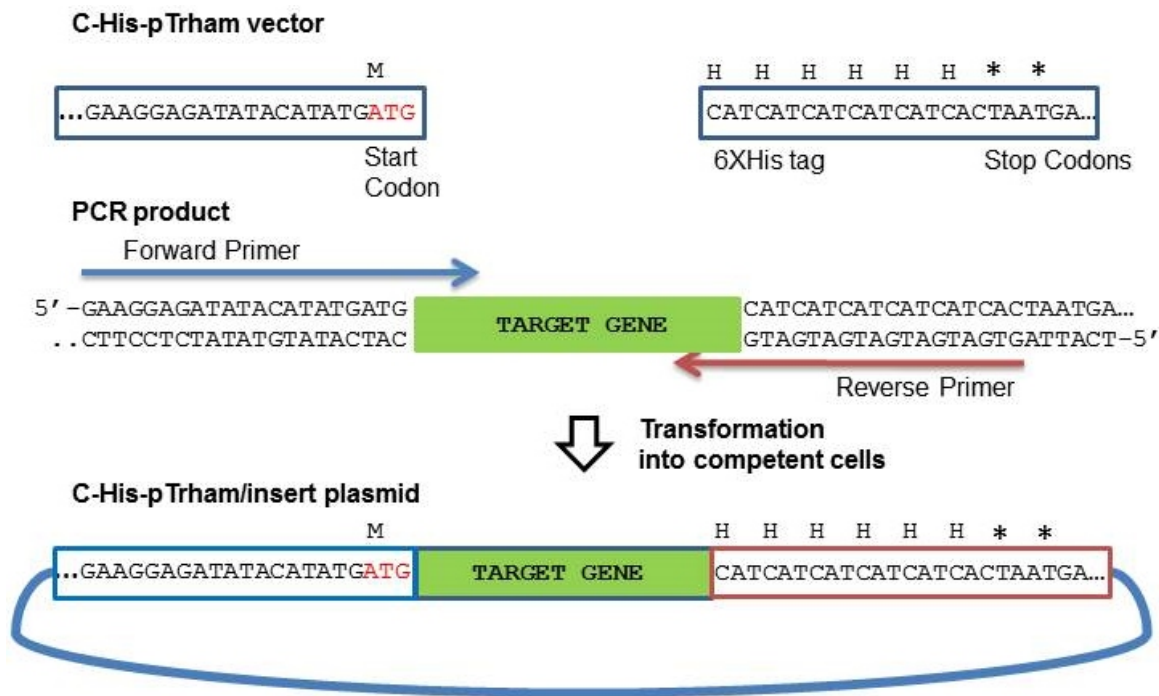 C-His-pTrham vector
M
H H H H H H * *
...GAAGGAGATATACATATGATG
CATCATCATCATCATCACTAATGA...
Start
Codon
6XHis tag
Stop Codons
PCR product
Forward Primer
5'-GAAGGAGATATACATATGATG
CATCATCATCATCATCACTAATGA...
TARGET GENE
..CTTCCTCTATATGTATACTAC
GTAGTAGTAGTAGTAGTGATTACT-5'
Reverse Primer
Transformation
into competent cells
C-His-pTrham/insert plasmid
M
H H H H H H * *
...GAAGGAGATATACATATGATG
TARGET GENE
CATCATCATCATCATCACTAATGA...